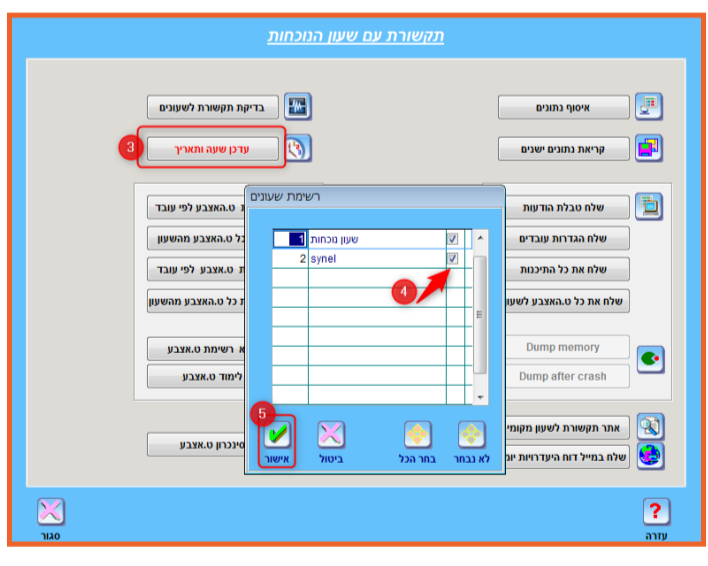 תקשורת עם שעון הנוכחות
איסוף נתונים
בדיקת תקשורת לשעונים
קריאת נתונים ישנים
עדכן שעה ותאריך
3
שלח טבלת הודעות
שלח הגדרות עובדים
שלח את כל התיכנות
שלח את כל ט.האצבע לשעו
Dump memory
Dump after crash
אתר תקשורת לשעון מקומי
שלח במייל דוח היעדרויות יומ
ט.האצבע לפי עובד
כל ט.האצבע מהשעון
ט.אצבע לפי עובד
כל ט.האצבע מהשעון
רשימת ט.אצבע
לימוד ט.אצבע
סינכרון ט.אצבע
רשימת שעונים
1 שעון נוכחות
2 synel
4
5
לא נבחר
בחר הכל
ביטול
אישור
עזרה
סגור